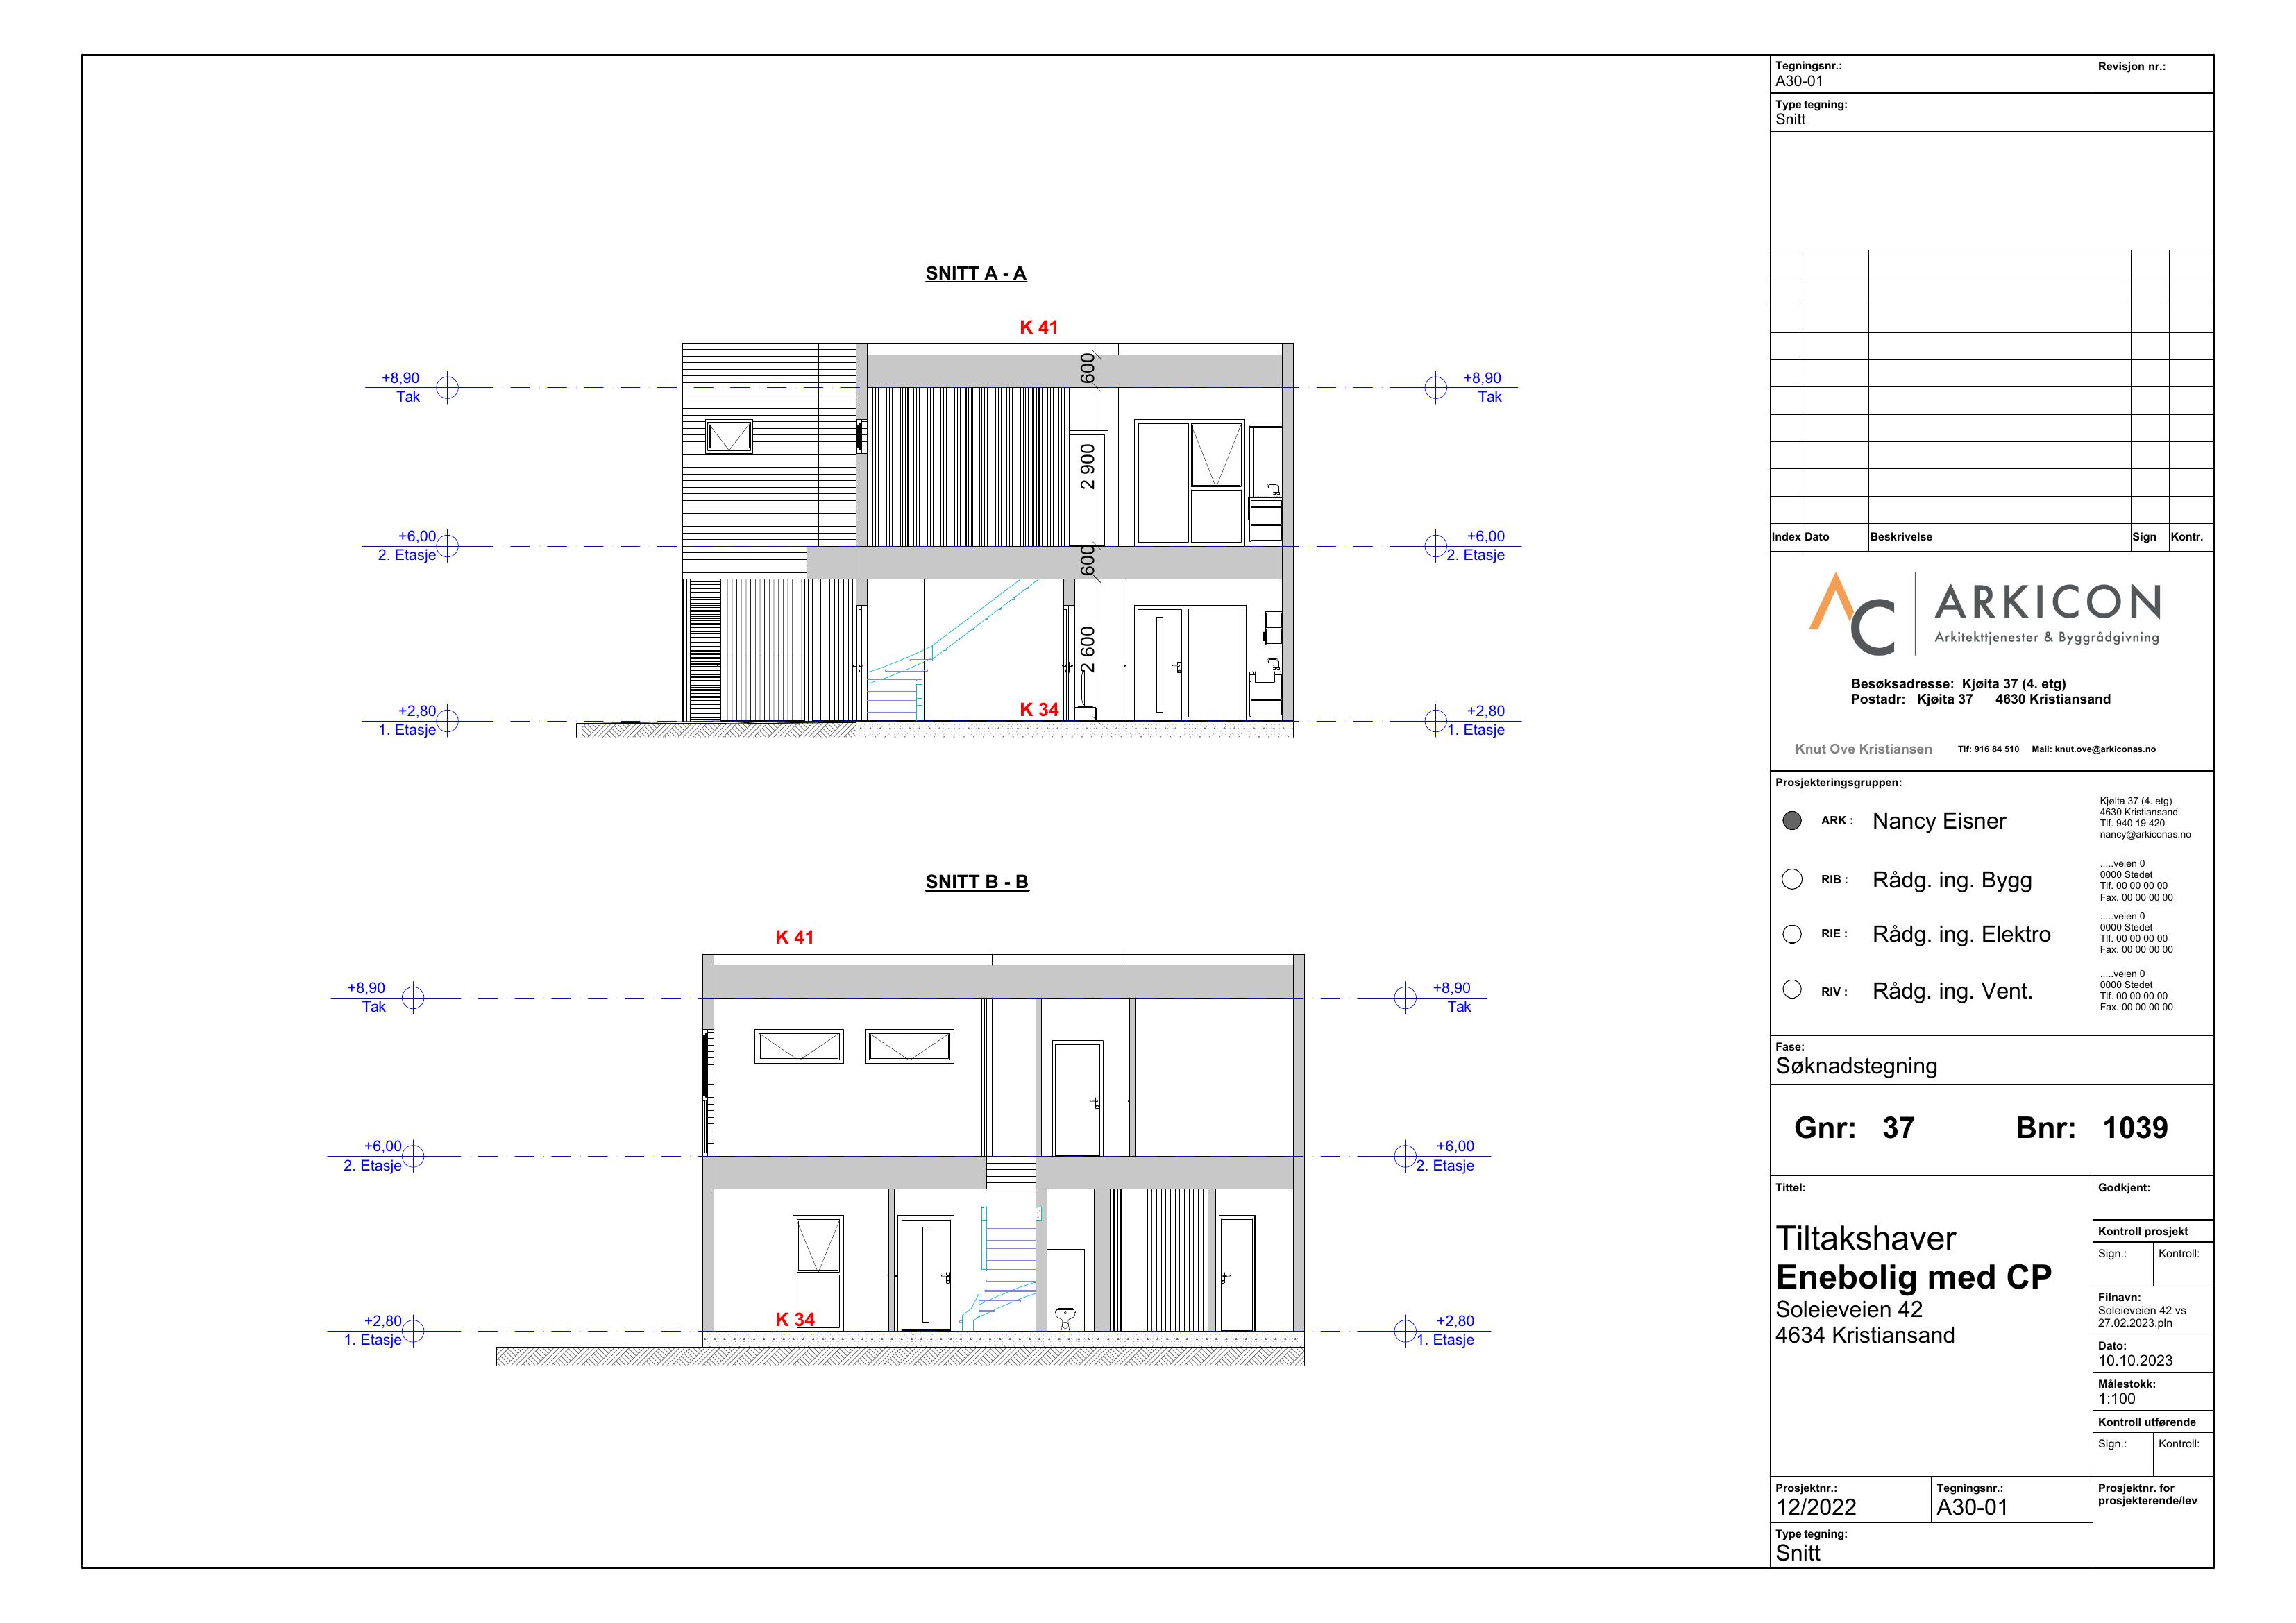 SNITT A - A
K 41
600
+8,90
Tak
+8,90
Tak
2 900
+6,00
2. Etasje
+6,00
2. Etasje
600
2 600
K 34
+2,80
1. Etasje
+2,80
1. Etasje
SNITT B - B
K 41
+8,90
Tak
+8,90
Tak
+6,00
2. Etasje
+6,00
2. Etasje
K 34
+2,80
1. Etasje
+2,80
1. Etasje
Tegningsnr.:
A30-01
Revisjon nr.:
Type tegning:
Snitt
Index Dato Beskrivelse Sign Kontr.
AC ARKICON
Arkitekttjenester & Byggrådgivning
Besøksadresse: Kjøita 37 (4. etg)
Postadr: Kjøita 37 4630 Kristiansand
Knut Ove Kristiansen Tlf: 916 84 510 Mail: knut.ove@arkiconas.no
Prosjekteringsgruppen:
ARK : Nancy Eisner
Kjøita 37 (4. etg)
4630 Kristiansand
Tlf. 940 19 420
nancy@arkiconas.no
RIB : Rådg. ing. Bygg
.....veien 0
0000 Stedet
Tlf. 00 00 00 00
Fax. 00 00 00 00
RIE : Rådg. ing. Elektro
.....veien 0
0000 Stedet
Tlf. 00 00 00 00
Fax. 00 00 00 00
RIV : Rådg. ing. Vent.
.....veien 0
0000 Stedet
Tlf. 00 00 00 00
Fax. 00 00 00 00
Fase:
Søknadstegning
Gnr: 37 Bnr: 1039
Tittel:
Tiltakshaver
Enebolig med CP
Soleieveien 42
4634 Kristiansand
Godkjent:
Kontroll prosjekt
Sign.: Kontroll:
Filnavn:
Soleieveien 42 vs
27.02.2023.pln
Dato:
10.10.2023
Målestokk:
1:100
Kontroll utførende
Sign.: Kontroll:
Prosjektnr.:
12/2022
Tegningsnr.:
A30-01
Prosjektnr. for
prosjekterende/lev
Type tegning:
Snitt